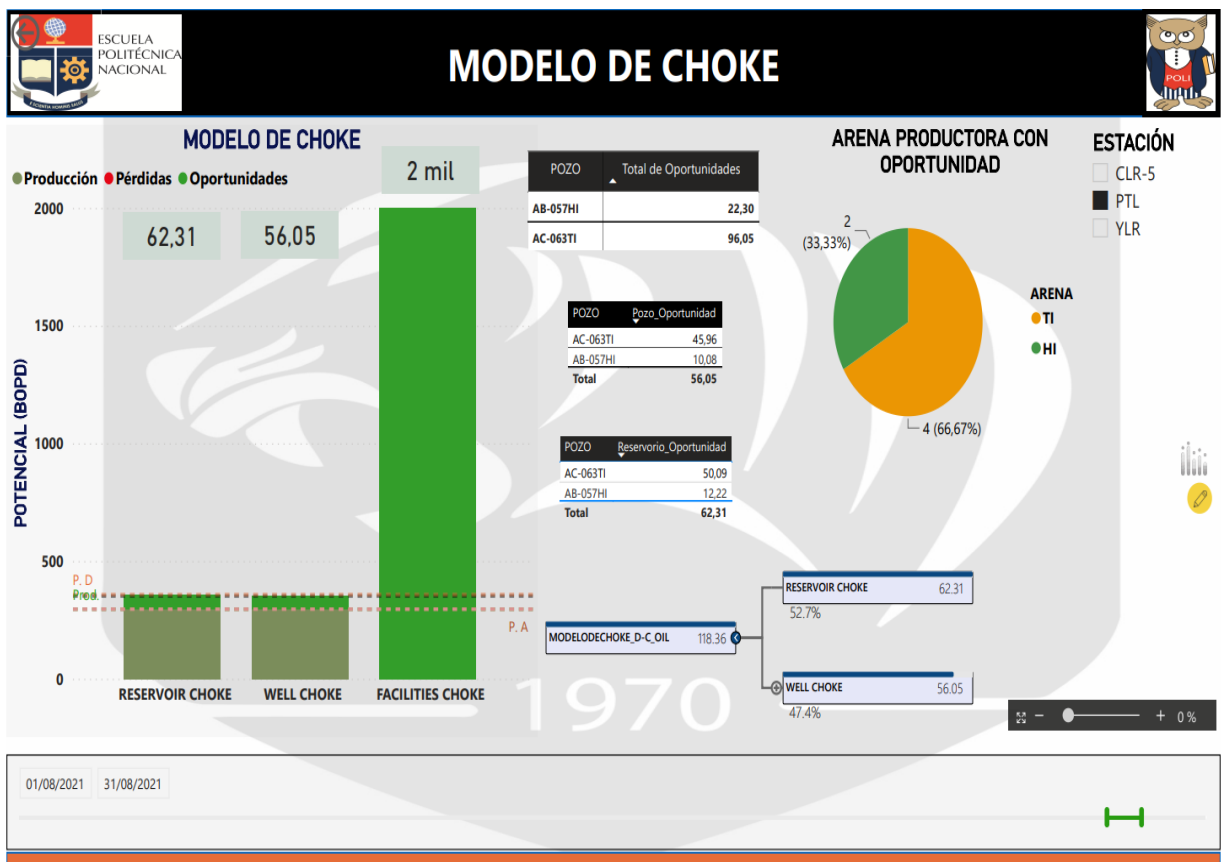 ESCUELA
POLITÉCNICA
NACIONAL
MODELO DE CHOKE
POLI
MODELO DE CHOKE
Producción Pérdidas Oportunidades
POTENCIAL (BOPD)
2000
1500
1000
500
0
62,31
56,05
2 mil
P. D
Prod.
P. A
RESERVOIR CHOKE
WELL CHOKE
FACILITIES CHOKE
POZO Total de Oportunidades
AB-057HI 22,30
AC-063TI 96,05
POZO Pozo_Oportunidad
AC-063TI 45,96
AB-057HI 10,08
Total 56,05
POZO Reservorio_Oportunidad
AC-063TI 50,09
AB-057HI 12,22
Total 62,31
ARENA PRODUCTORA CON
OPORTUNIDAD
2
(33,33%)
4 (66,67%)
ARENA
TI
HI
ESTACIÓN
CLR-5
PTL
YLR
MODELODECHOKE_D-C_OIL 118.36
RESERVOIR CHOKE 62.31
52.7%
WELL CHOKE 56.05
47.4%
1970
0 %
01/08/2021 31/08/2021